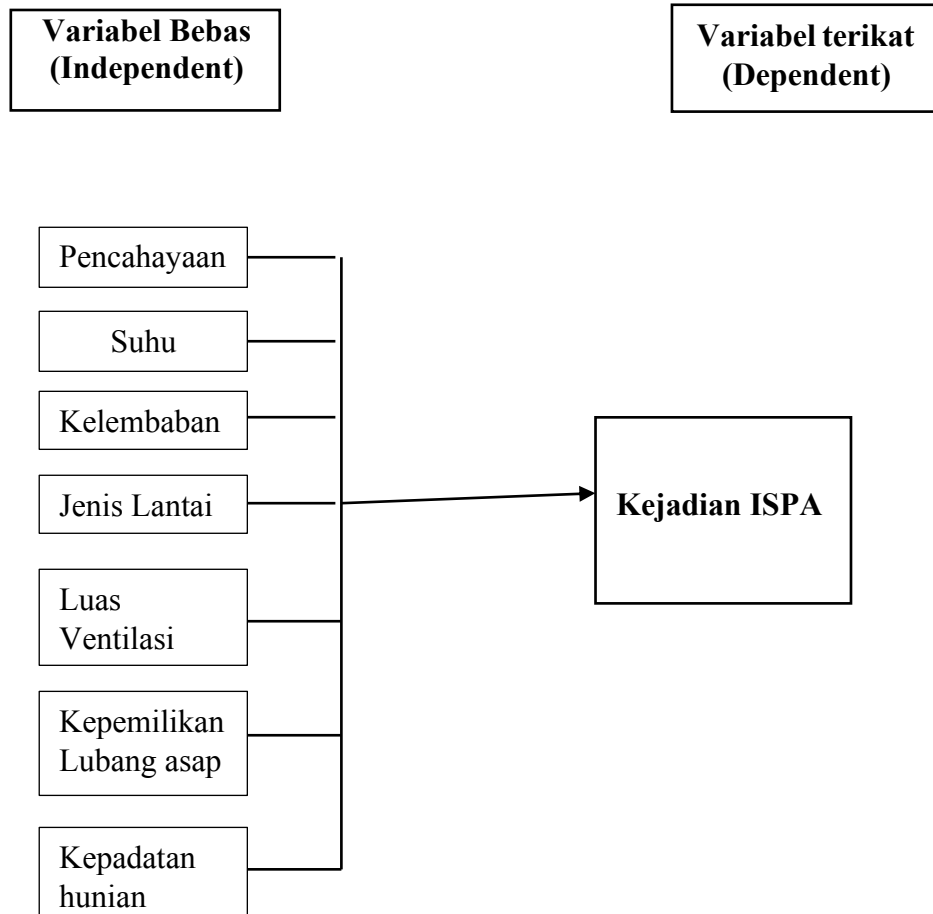 Variabel Bebas
(Independent)
Variabel terikat
(Dependent)
Pencahayaan
Suhu
Kelembaban
Jenis Lantai
Luas
Ventilasi
Kepemilikan
Lubang asap
Kepadatan
hunian
Kejadian ISPA